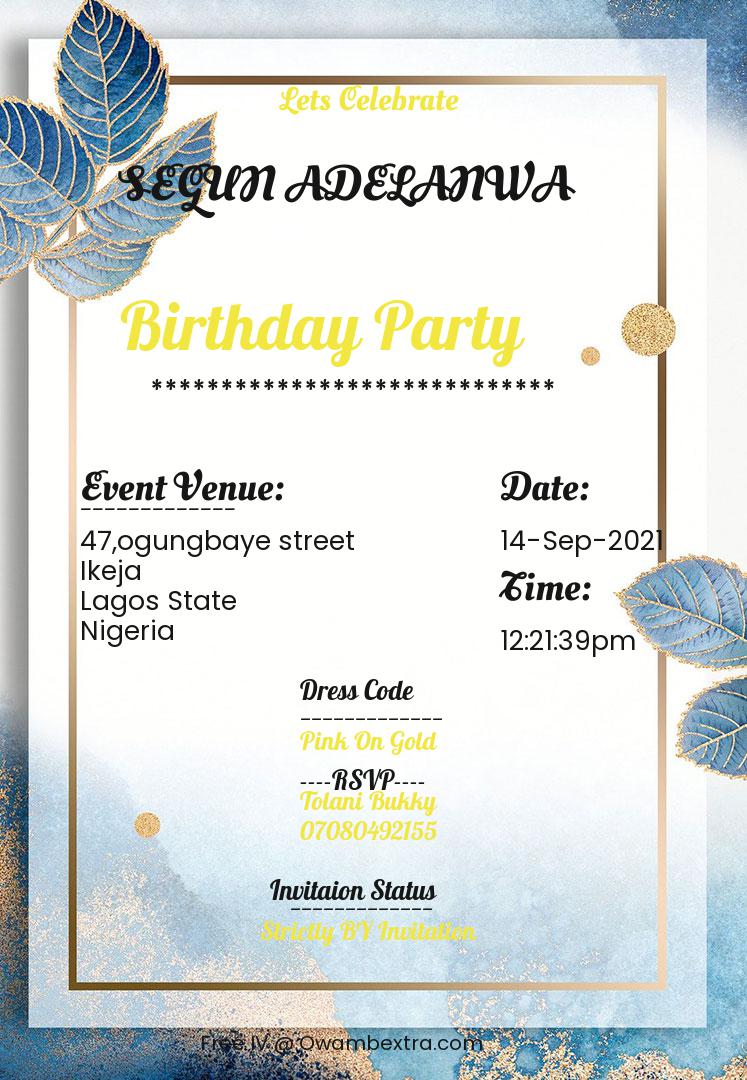 Lets Celebrate
SEGUN ADELANWA
Birthday Party
*****************************
Event Venue:
-------------
47,ogungbaye street
Ikeja
Lagos State
Nigeria
Date:
14-Sep-2021
Time:
12:21:39pm
Dress Code
-------------
Pink On Gold
----RSVP----
Tolani Bukky
07080492155
Invitaion Status
-------------
Strictly BY Invitation
Free IV @ Owambextra.com